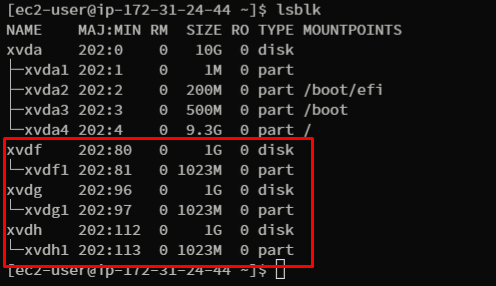 [ec2-user@ip-172-31-24-44 ~]$ lsblk
NAME    MAJ:MIN RM  SIZE RO TYPE MOUNTPOINTS
xvda    202:0    0   10G  0 disk
├─xvda1 202:1    0    1M  0 part
├─xvda2 202:2    0  200M  0 part /boot/efi
├─xvda3 202:3    0  500M  0 part /boot
└─xvda4 202:4    0  9.3G  0 part /
xvdf    202:80   0    1G  0 disk
└─xvdf1 202:81   0 1023M  0 part
xvdg    202:96   0    1G  0 disk
└─xvdg1 202:97   0 1023M  0 part
xvdh    202:112  0    1G  0 disk
└─xvdh1 202:113  0 1023M  0 part
[ec2-user@ip-172-31-24-44 ~]$